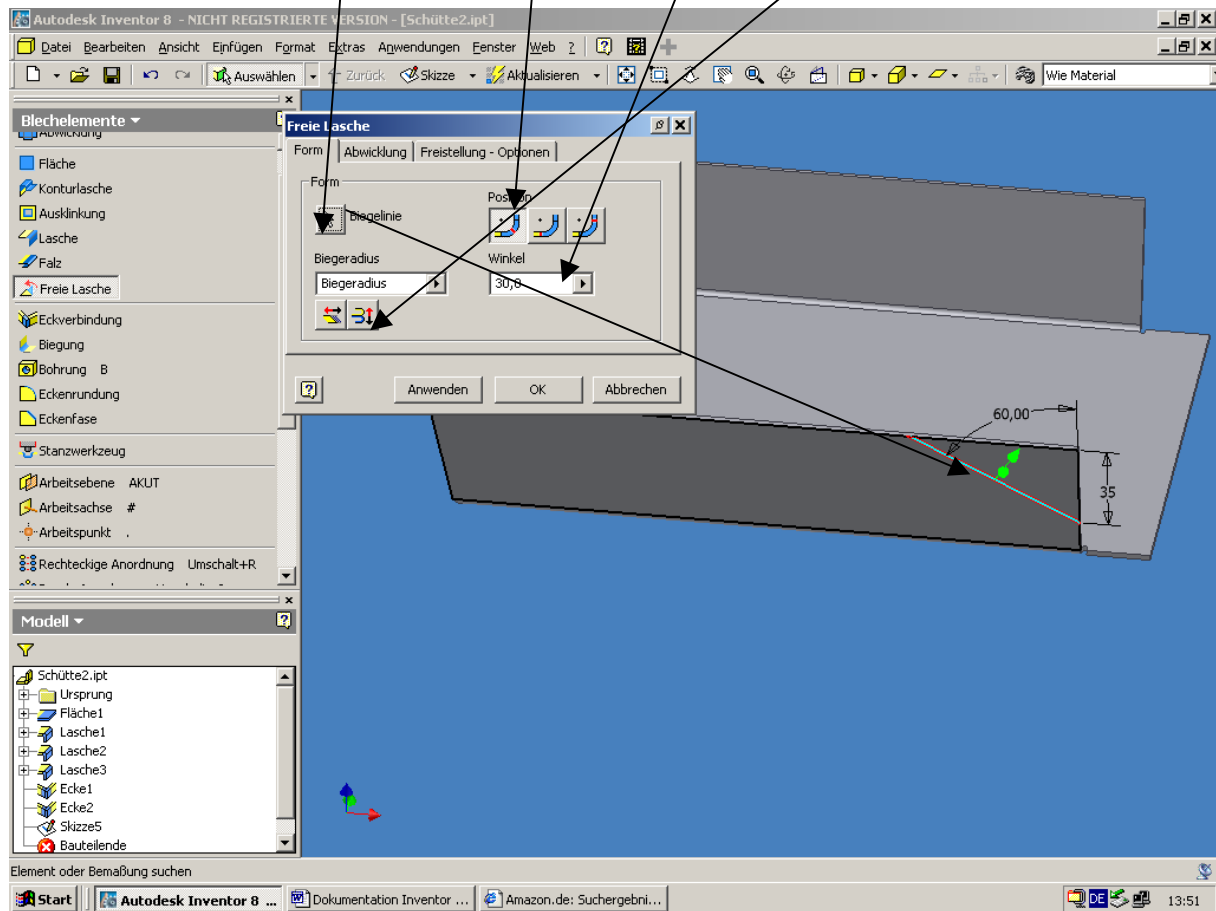 Autodesk Inventor 8 - NICHT REGISTRIERTE VERSION - [Schütte2.ipt]
Datei Bearbeiten Ansicht Einfügen Format Extras Anwendungen Fenster Web ?
Auswählen Zurück Skizze Aktualisieren Wie Material
Blechelemente
Abwicklung
Fläche
Konturlasche
Ausklinkung
Lasche
Falz
Freie Lasche
Eckverbindung
Biegung
Bohrung B
Eckenrundung
Eckenfase
Stanzwerkzeug
Arbeitsebene AKUT
Arbeitsachse #
Arbeitspunkt .
Rechteckige Anordnung Umschalt+R
Freie Lasche
Form Abwicklung Freistellung - Optionen
Form
Position
Biegelinie
Biegeradius Winkel
Biegeradius 30,0
Anwenden OK Abbrechen
60,00
35
Modell
Schütte2.ipt
Ursprung
Fläche1
Lasche1
Lasche2
Lasche3
Ecke1
Ecke2
Skizze5
Bauteilende
Element oder Bemaßung suchen
Start Autodesk Inventor 8 ... Dokumentation Inventor ... Amazon.de: Suchergebni... DE 13:51